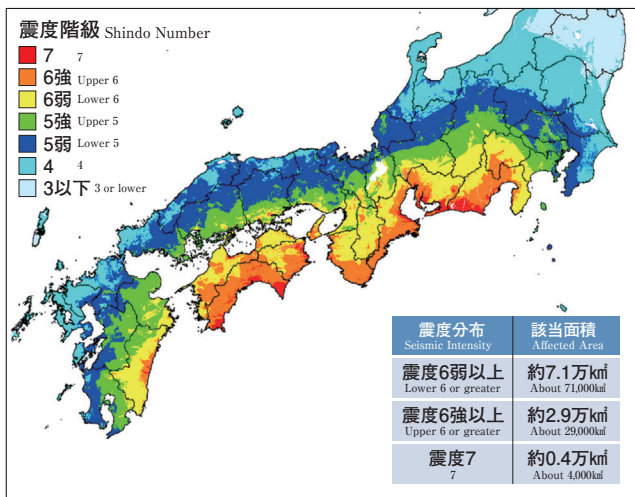 震度階級 Shindo Number
7 7
6強 Upper 6
6弱 Lower 6
5強 Upper 5
5弱 Lower 5
4 4
3以下 3 or lower
震度分布 該当面積
Seismic Intensity Affected Area
震度6弱以上 約7.1万k㎡
Lower 6 or greater About 71,000k㎡
震度6強以上 約2.9万k㎡
Upper 6 or greater About 29,000k㎡
震度7 約0.4万k㎡
7 About 4,000k㎡